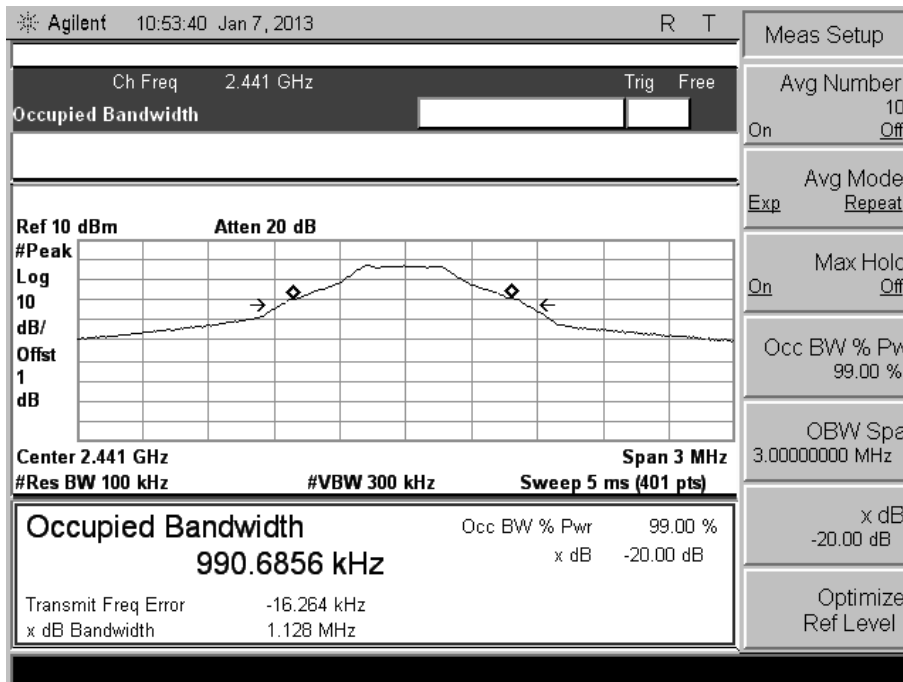 Agilent 10:53:40 Jan 7, 2013 R T
Meas Setup
Ch Freq 2.441 GHz Trig Free
Occupied Bandwidth
Avg Number
10
On Off
Avg Mode
Exp Repeat
Max Hold
On Off
Occ BW % Pw
99.00 %
OBW Spa
3.00000000 MHz
x dB
-20.00 dB
Optimize
Ref Level
Ref 10 dBm Atten 20 dB
#Peak
Log
10
dB/
Offst
1
dB
Center 2.441 GHz Span 3 MHz
#Res BW 100 kHz #VBW 300 kHz Sweep 5 ms (401 pts)
Occupied Bandwidth Occ BW % Pwr 99.00 %
990.6856 kHz x dB -20.00 dB
Transmit Freq Error -16.264 kHz
x dB Bandwidth 1.128 MHz